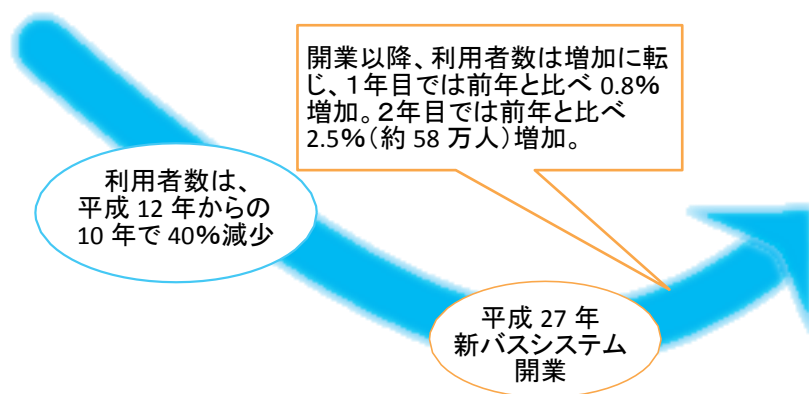 開業以降、利用者数は増加に転
じ、１年目では前年と比べ 0.8%
増加。２年目では前年と比べ
2.5%（約 58 万人）増加。
利用者数は、
平成 12 年からの
10 年で 40%減少
平成 27 年
新バスシステム
開業